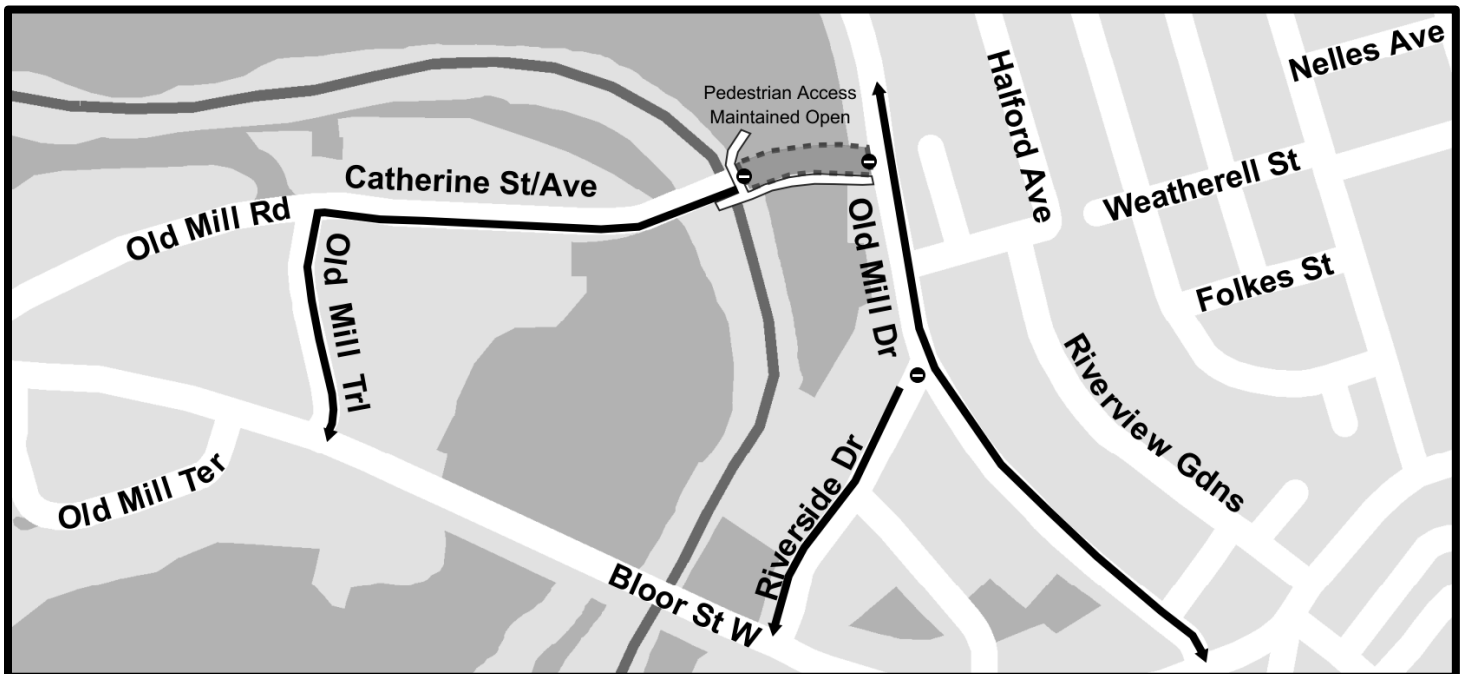 Nelles Ave
Halford Ave
Pedestrian Access
Maintained Open
Weatherell St
Catherine St/Ave
Old Mill Rd
Old Mill Dr
Old Mill Trl
Folkes St
Riverview Gdns
Old Mill Ter
Riverside Dr
Bloor St W